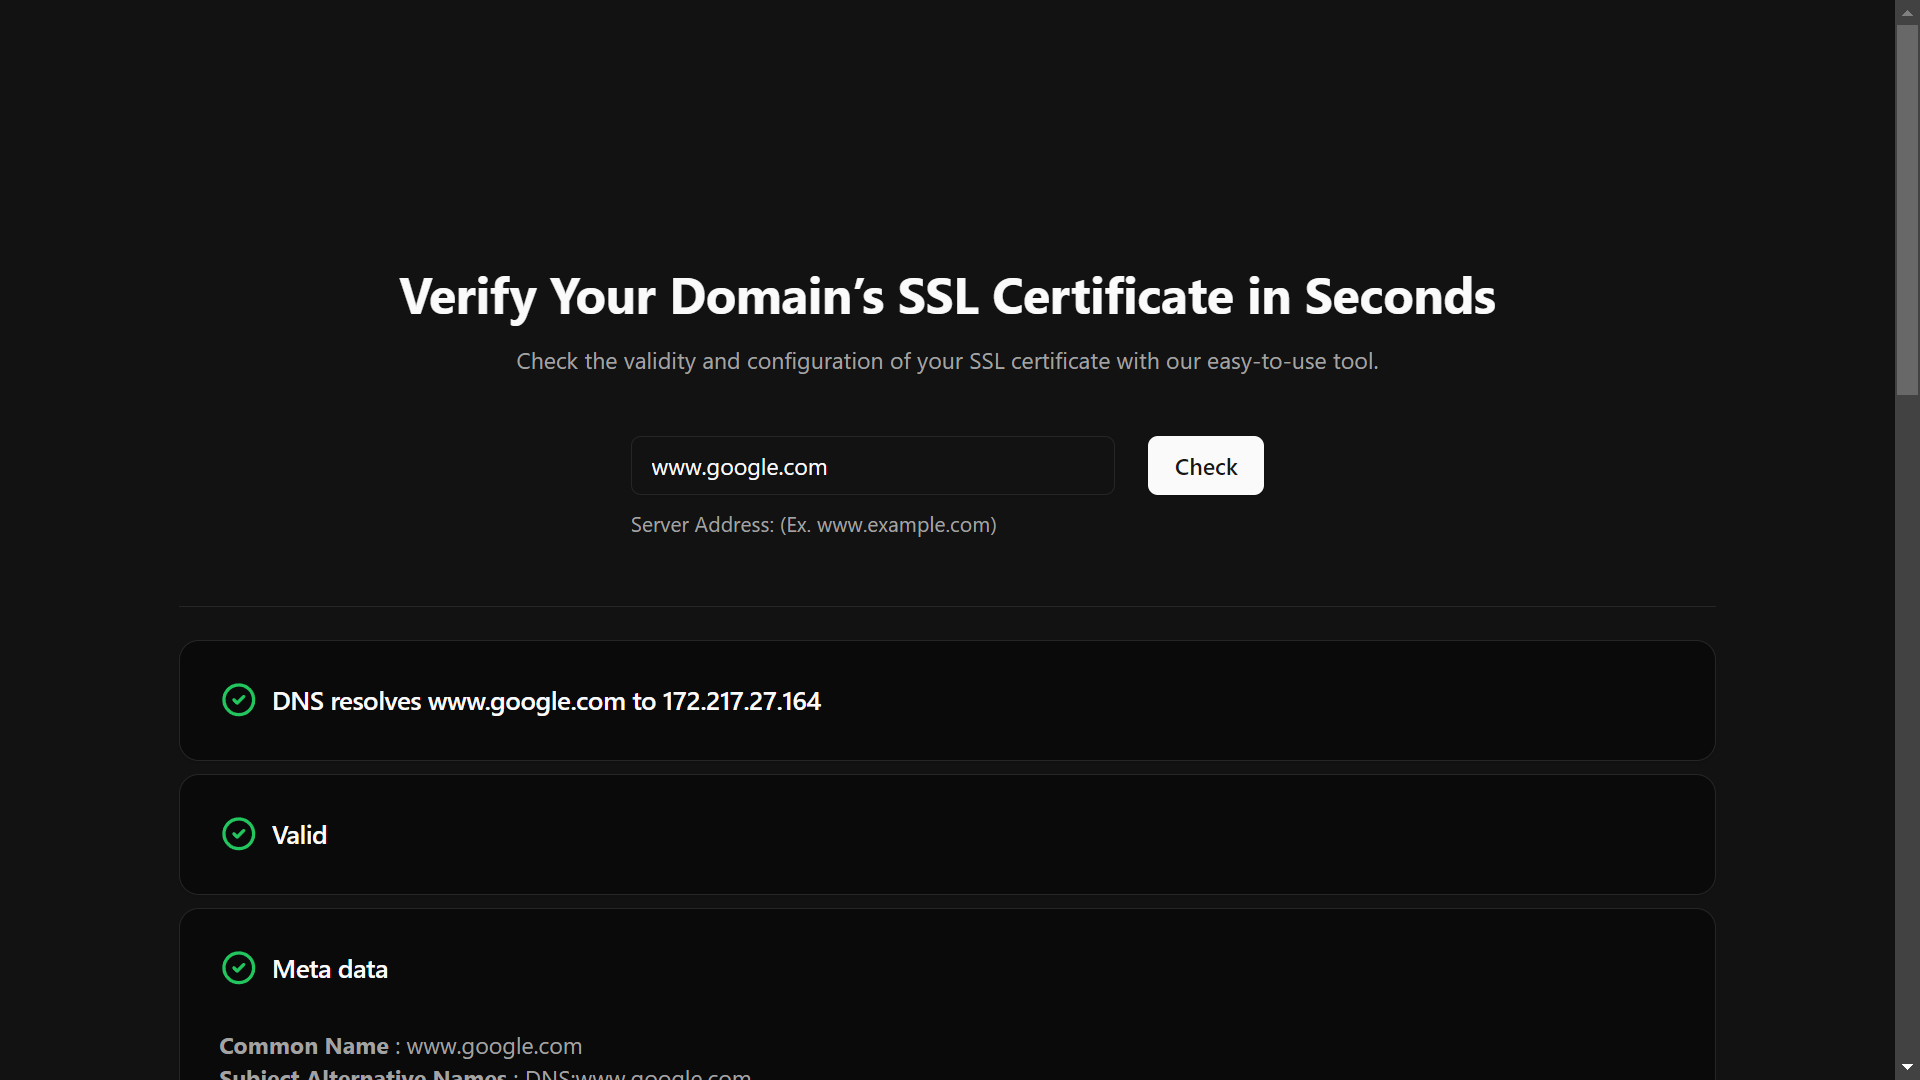 Verify Your Domain’s SSL Certificate in Seconds
Check the validity and configuration of your SSL certificate with our easy-to-use tool.
www.google.com
Check
Server Address: (Ex. www.example.com)
DNS resolves www.google.com to 172.217.27.164
Valid
Meta data
Common Name : www.google.com
Subject Alternative Names : DNS:www.google.com